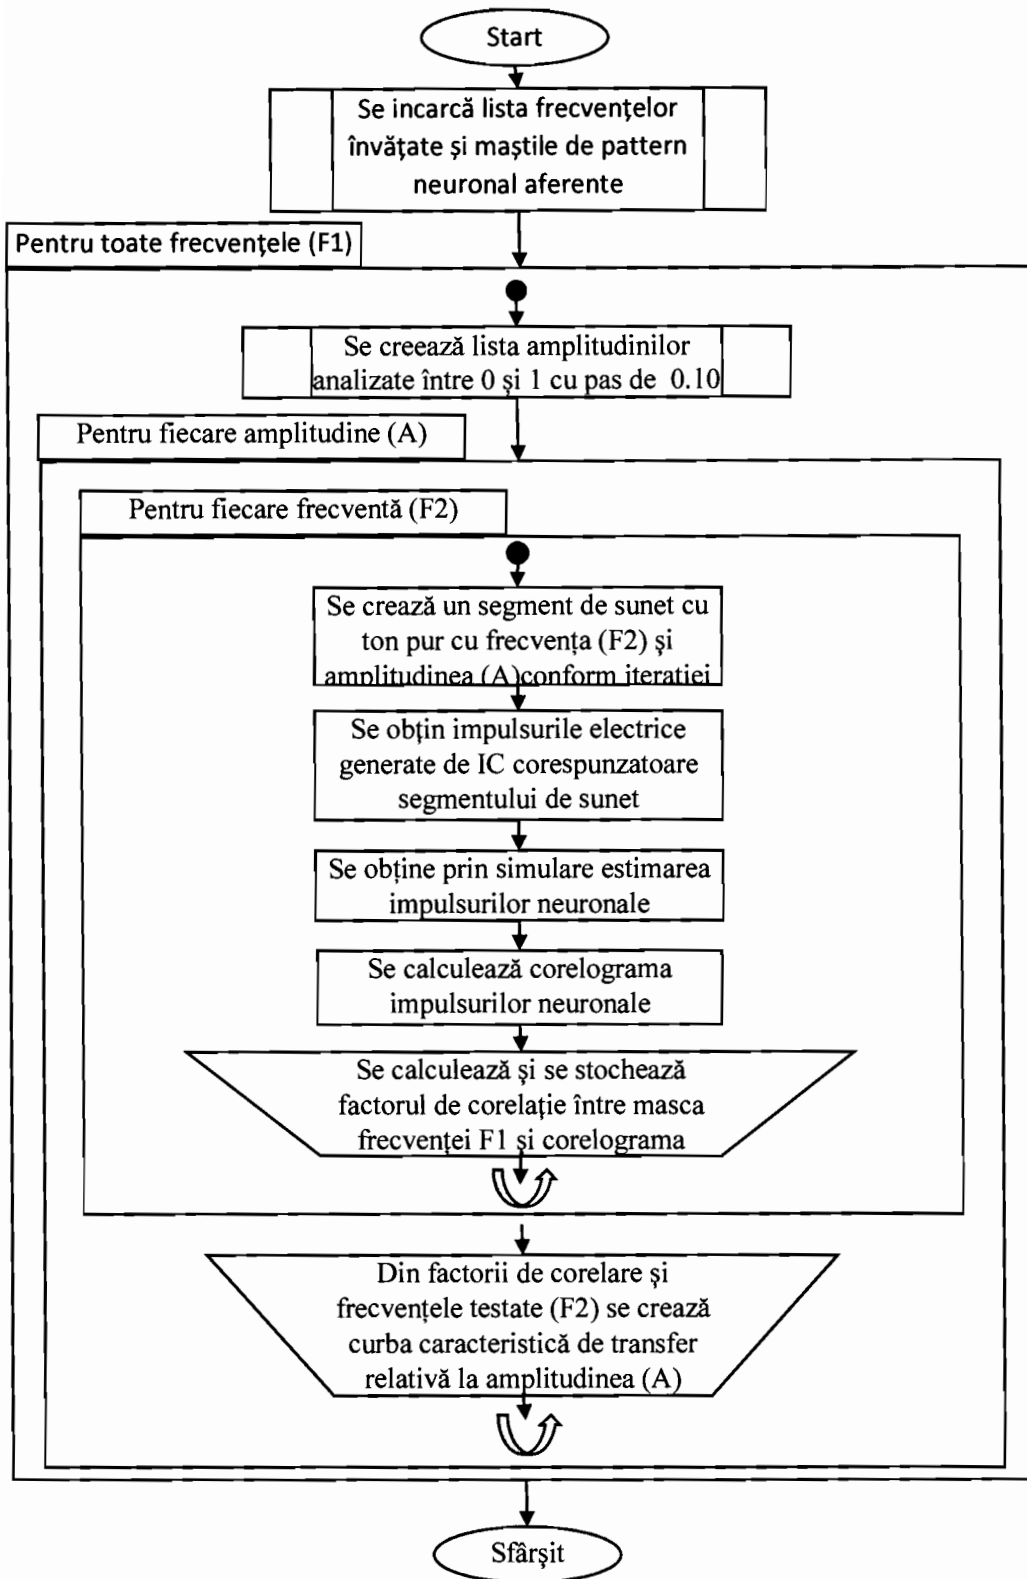 Start
Se incarcă lista frecvențelor
învățate și maștile de pattern
neuronal aferente
Pentru toate frecvențele (F1)
Se creează lista amplitudinilor
analizate între 0 și 1 cu pas de 0.10
Pentru fiecare amplitudine (A)
Pentru fiecare frecventă (F2)
Se crează un segment de sunet cu
ton pur cu frecvența (F2) și
amplitudinea (A)conform iteratiei
Se obțin impulsurile electrice
generate de IC corespunzatoare
segmentului de sunet
Se obține prin simulare estimarea
impulsurilor neuronale
Se calculează corelograma
impulsurilor neuronale
Se calculează și se stochează
factorul de corelație între masca
frecvenței F1 și corelograma
Din factorii de corelare și
frecvențele testate (F2) se crează
curba caracteristică de transfer
relativă la amplitudinea (A)
Sfârșit